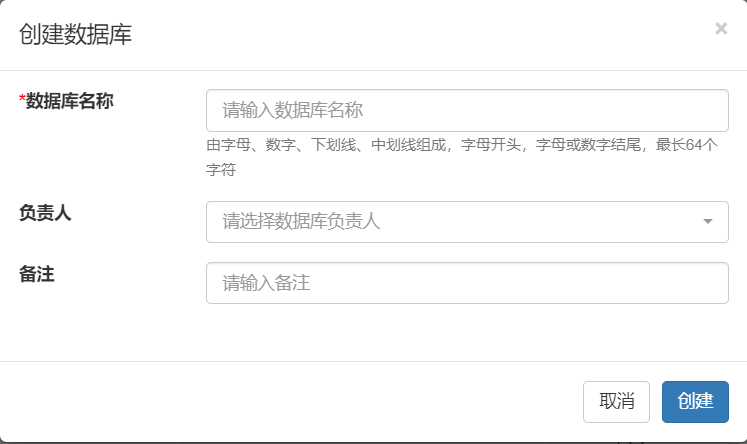 创建数据库
×
*数据库名称
请输入数据库名称
由字母、数字、下划线、中划线组成，字母开头，字母或数字结尾，最长64个
字符
负责人
请选择数据库负责人
备注
请输入备注
取消
创建